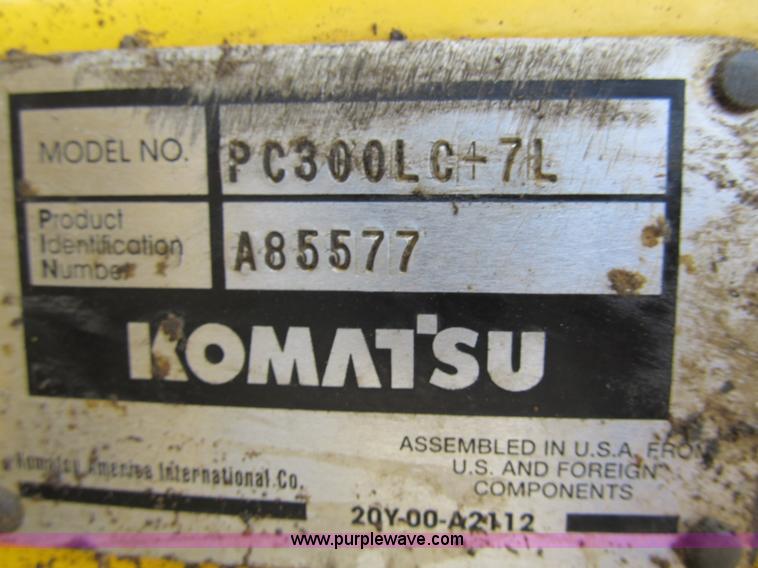 MODEL NO. PC300LC-7L
Product
Identification
Number A85577
KOMATSU
Komatsu America International Co.
ASSEMBLED IN U.S.A. FROM
U.S. AND FOREIGN
COMPONENTS
20Y-00-A2112
www.purplewave.com